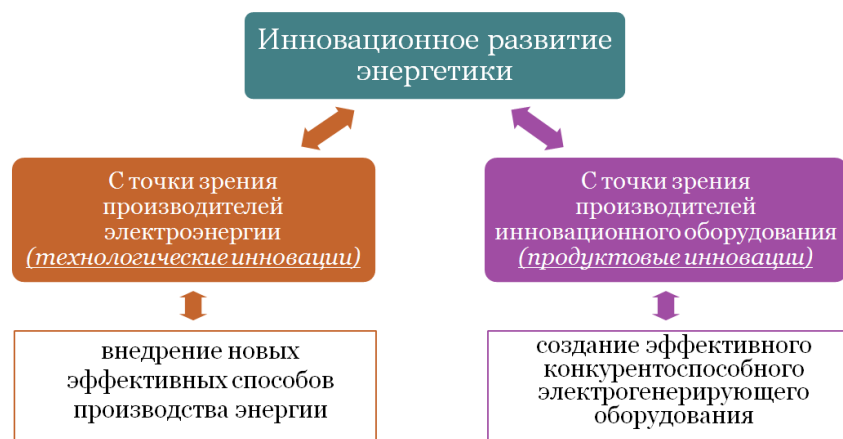 Инновационное развитие
энергетики
С точки зрения
производителей
электроэнергии
(технологические инновации)
С точки зрения
производителей
инновационного оборудования
(продуктовые инновации)
внедрение новых
эффективных способов
производства энергии
создание эффективного
конкурентоспособного
электрогенерирующего
оборудования